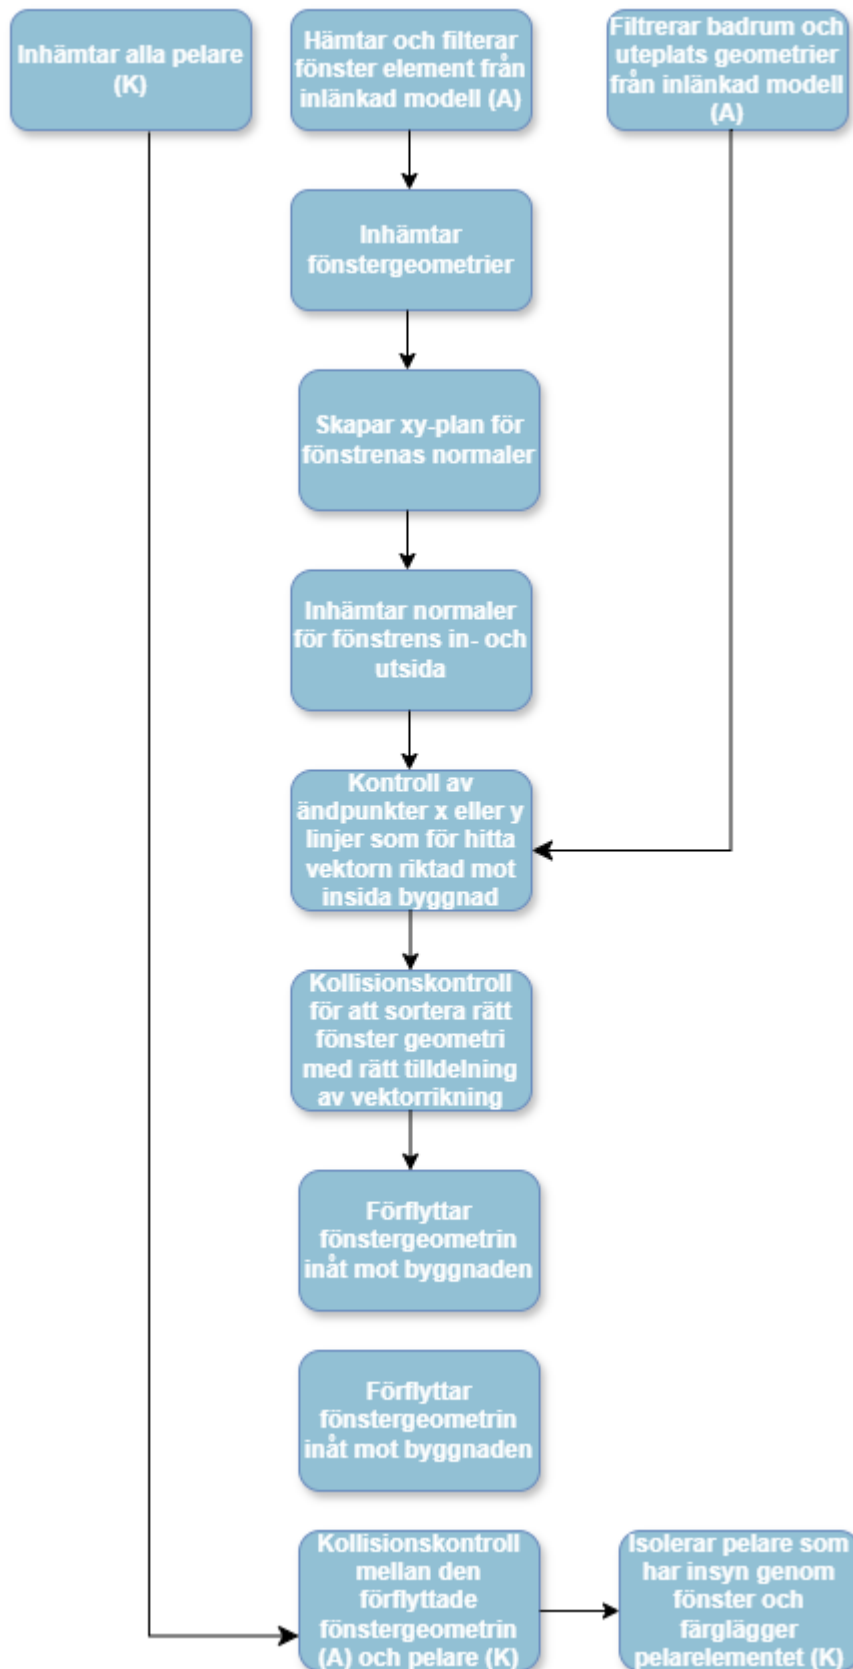 Inhämtar alla pelare
(K)
Hämtar och filterar
fönster element från
inlänkad modell (A)
Filtrerar badrum och
uteplats geometrier
från inlänkad modell
(A)
Inhämtar
fönstergeometrier
Skapar xy-plan för
fönstrenas normaler
Inhämtar normaler
för fönstrens in- och
utsida
Kontroll av
ändpunkter x eller y
linjer som för hitta
vektorn riktad mot
insida byggnad
Kollisionskontroll
för att sortera rätt
fönster geometri
med rätt tilldelning
av vektorrikning
Förflyttar
fönstergeometrin
inåt mot byggnaden
Förflyttar
fönstergeometrin
inåt mot byggnaden
Kollisionskontroll
mellan den
förflyttade
fönstergeometrin
(A) och pelare (K)
Isolerar pelare som
har insyn genom
fönster och
färglägger
pelarelementet (K)